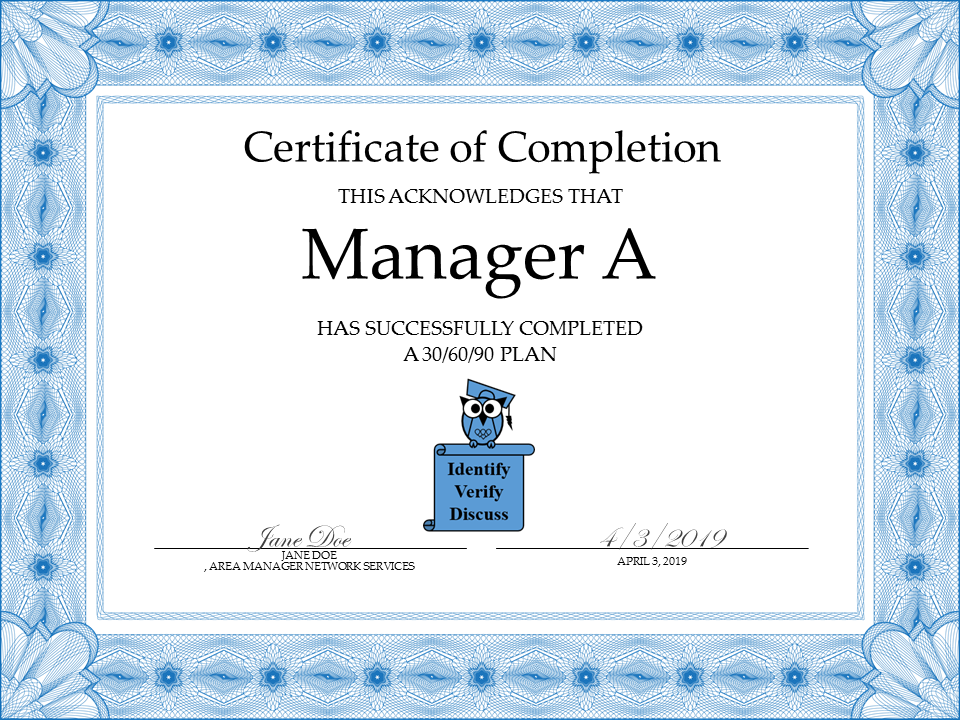 Certificate of Completion
THIS ACKNOWLEDGES THAT
Manager A
HAS SUCCESSFULLY COMPLETED
A 30/60/90 PLAN
Identify
Verify
Discuss
Jane Doe
JANE DOE
, AREA MANAGER NETWORK SERVICES
4/3/2019
APRIL 3, 2019